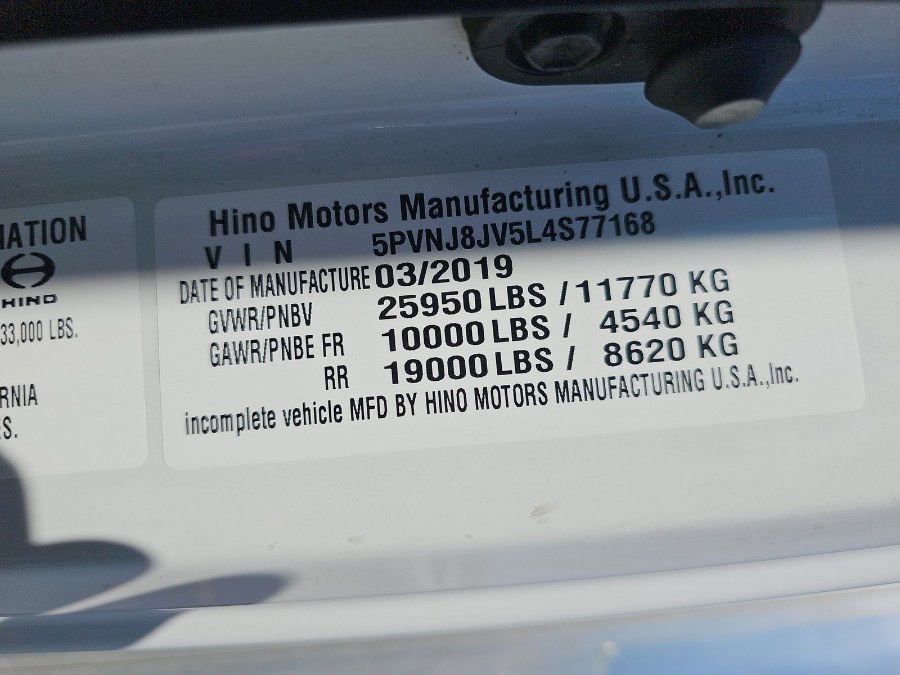 IATION
HINO
33,000 LBS.
RNIA
S.
Hino Motors Manufacturing U.S.A.,Inc.
V I N 5PVNJ8JV5L4S77168
DATE OF MANUFACTURE 03/2019
GVWR/PNBV 25950 LBS / 11770 KG
GAWR/PNBE FR 10000 LBS / 4540 KG
RR 19000 LBS / 8620 KG
incomplete vehicle MFD BY HINO MOTORS MANUFACTURING U.S.A.,Inc.